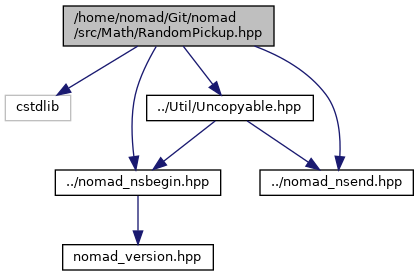 /home/nomad/Git/nomad
/src/Math/RandomPickup.hpp
cstdlib
../Util/Uncopyable.hpp
../nomad_nsbegin.hpp
../nomad_nsend.hpp
nomad_version.hpp